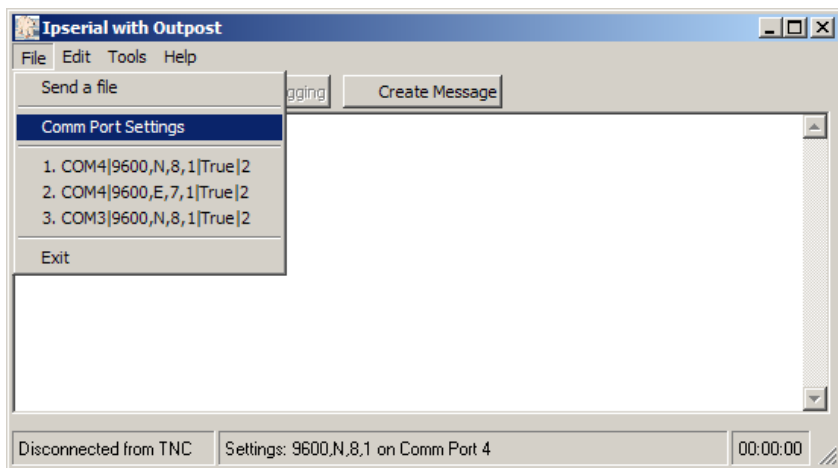 Ipserial with Outpost
File Edit Tools Help
Send a file
Create Message
Comm Port Settings
1. COM4|9600,N,8,1|True|2
2. COM4|9600,E,7,1|True|2
3. COM3|9600,N,8,1|True|2
Exit
Disconnected from TNC Settings: 9600,N,8,1 on Comm Port 4 00:00:00